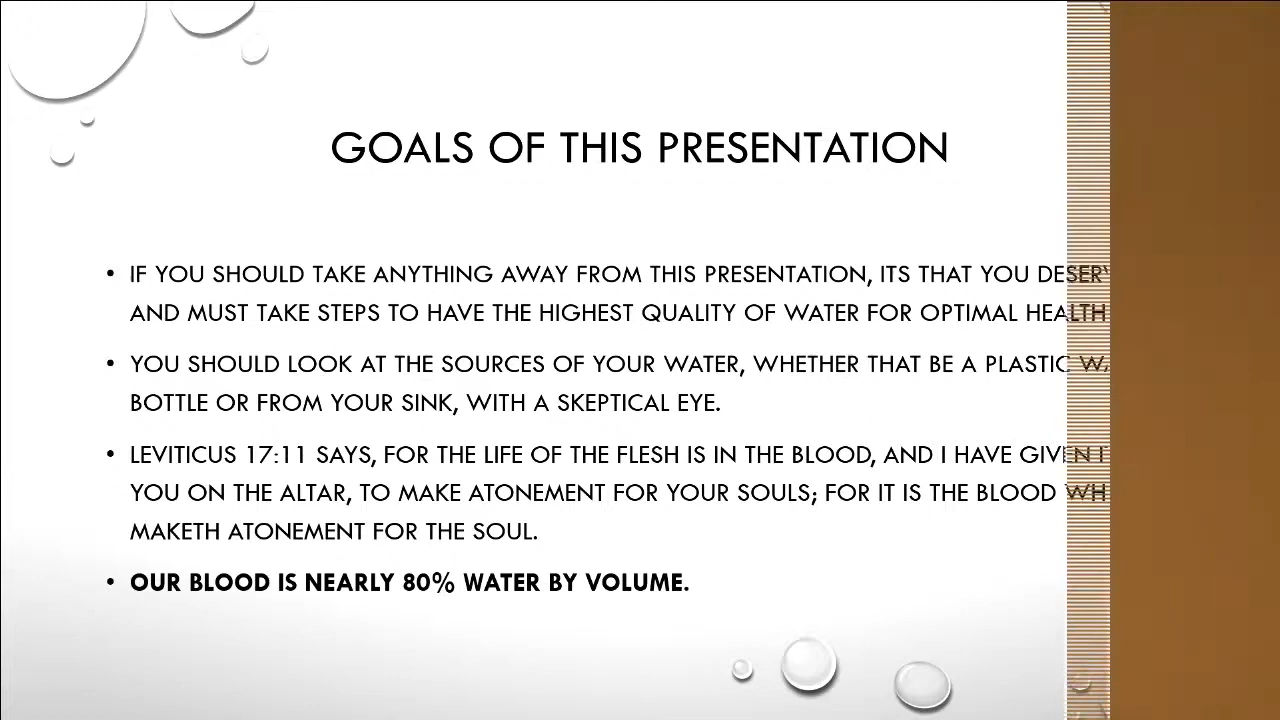 GOALS OF THIS PRESENTATION
• IF YOU SHOULD TAKE ANYTHING AWAY FROM THIS PRESENTATION, ITS THAT YOU
AND MUST TAKE STEPS TO HAVE THE HIGHEST QUALITY OF WATER FOR OPTIMAL HEALTH
• YOU SHOULD LOOK AT THE SOURCES OF YOUR WATER, WHETHER THAT BE A PLASTIC
BOTTLE OR FROM YOUR SINK, WITH A SKEPTICAL EYE.
• LEVITICUS 17:11 SAYS, FOR THE LIFE OF THE FLESH IS IN THE BLOOD, AND I HAVE GIVEN
YOU ON THE ALTAR, TO MAKE ATONEMENT FOR YOUR SOULS; FOR IT IS THE BLOOD
MAKETH ATONEMENT FOR THE SOUL.
• OUR BLOOD IS NEARLY 80% WATER BY VOLUME.